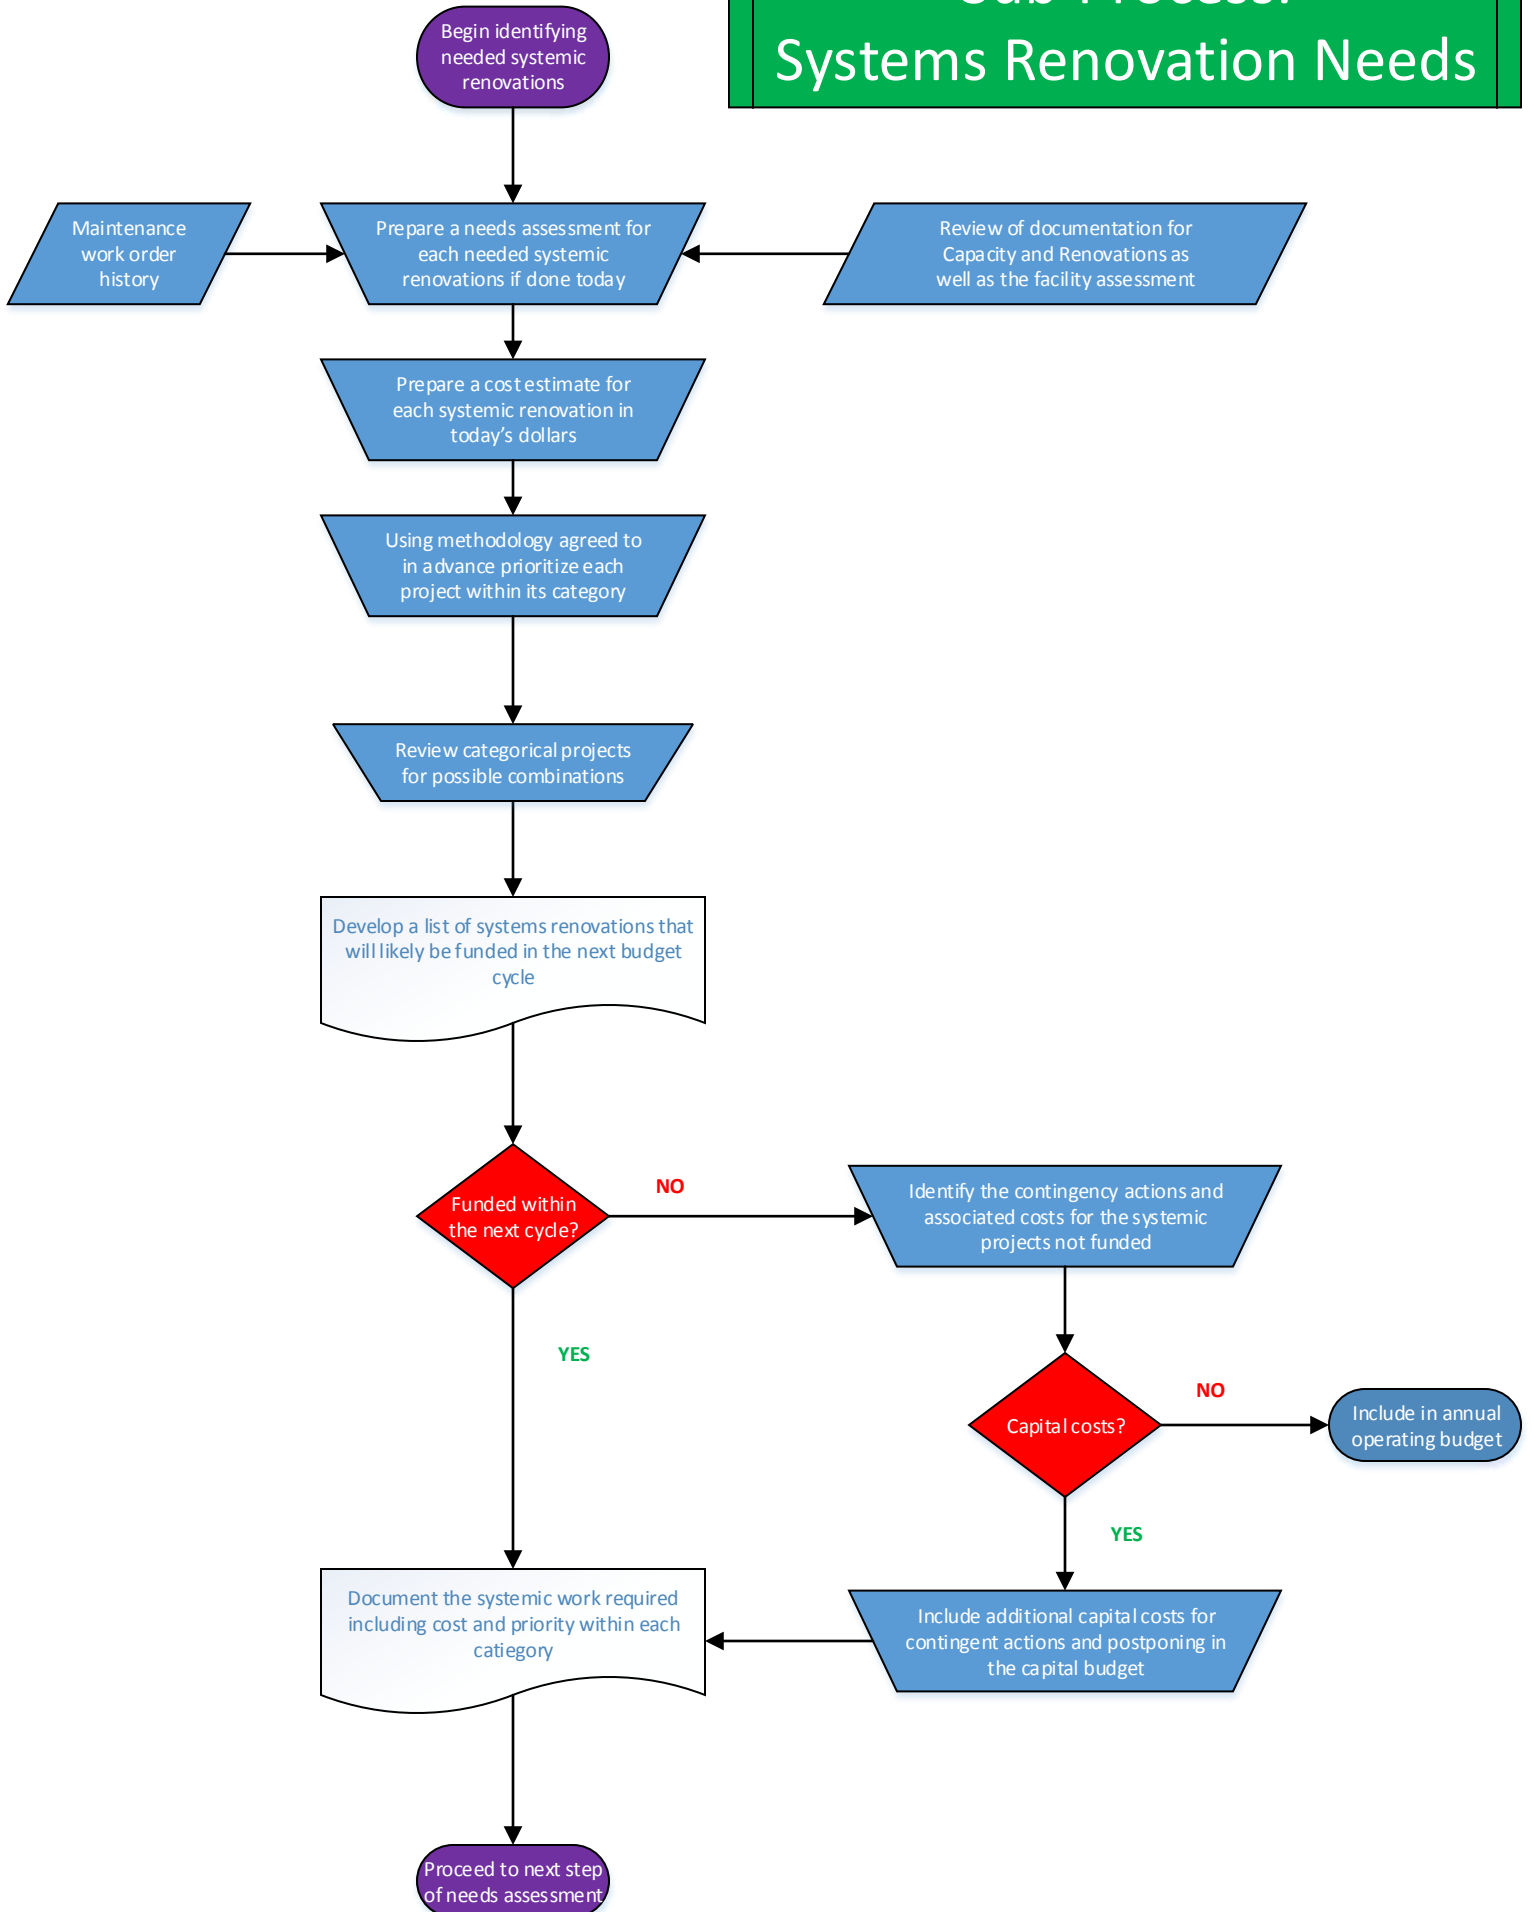 Begin identifying
needed systemic
renovations
Systems Renovation Needs
Maintenance
work order
history
Prepare a needs assessment for
each needed systemic
renovations if done today
Review of documentation for
Capacity and Renovations as
well as the facility assessment
Prepare a cost estimate for
each systemic renovation in
today's dollars
Using methodology agreed to
in advance prioritize each
project within its category
Review categorical projects
for possible combinations
Develop a list of systems renovations that
will likely be funded in the next budget
cycle
Funded within
the next cycle?
NO
Identify the contingency actions and
associated costs for the systemic
projects not funded
YES
Capital costs?
NO
Include in annual
operating budget
YES
Document the systemic work required
including cost and priority within each
catiegory
Include additional capital costs for
contingent actions and postponing in
the capital budget
Proceed to next step
of needs assessment